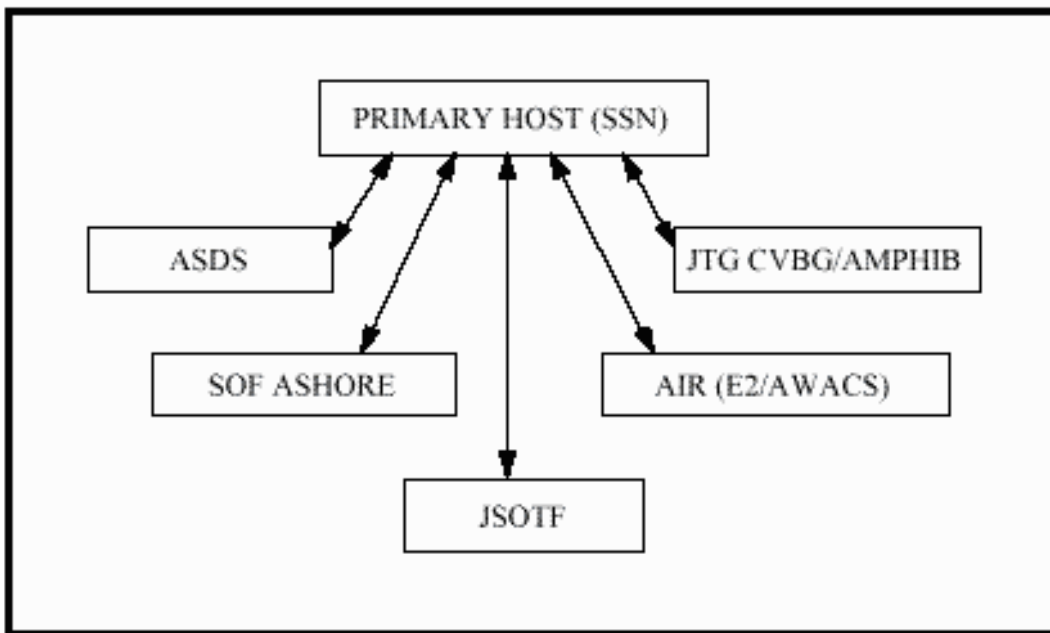 PRIMARY HOST (SSN)
ASDS
JTG CVBG/AMPHIB
SOF ASHORE
AIR (E2/AWACS)
JSOTF